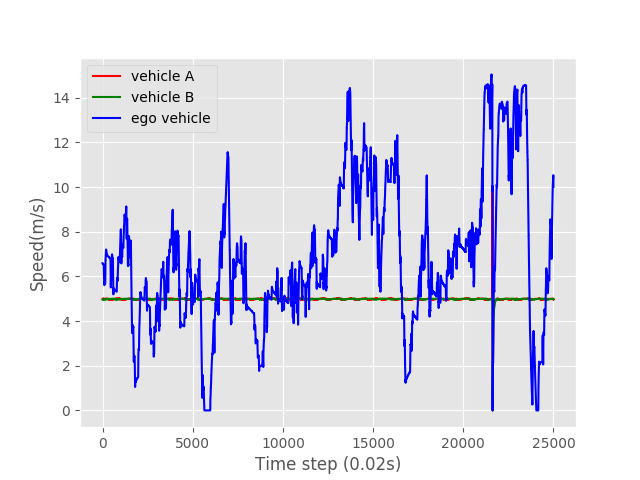 vehicle A
vehicle B
ego vehicle
14
12
10
8
6
4
2
0
Speed(m/s)
0 5000 10000 15000 20000 25000
Time step (0.02s)